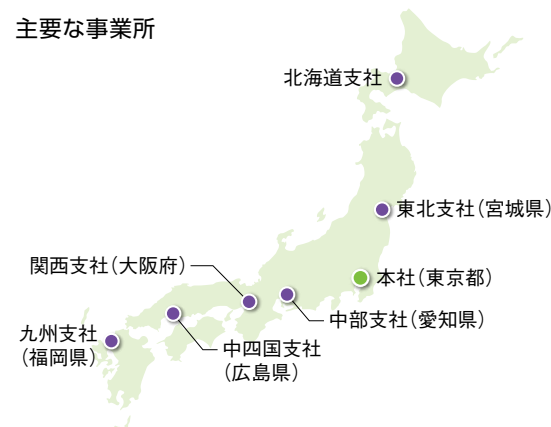 主要な事業所
北海道支社
東北支社(宮城県)
関西支社(大阪府)
本社(東京都)
中部支社(愛知県)
九州支社
(福岡県)
中四国支社
(広島県)